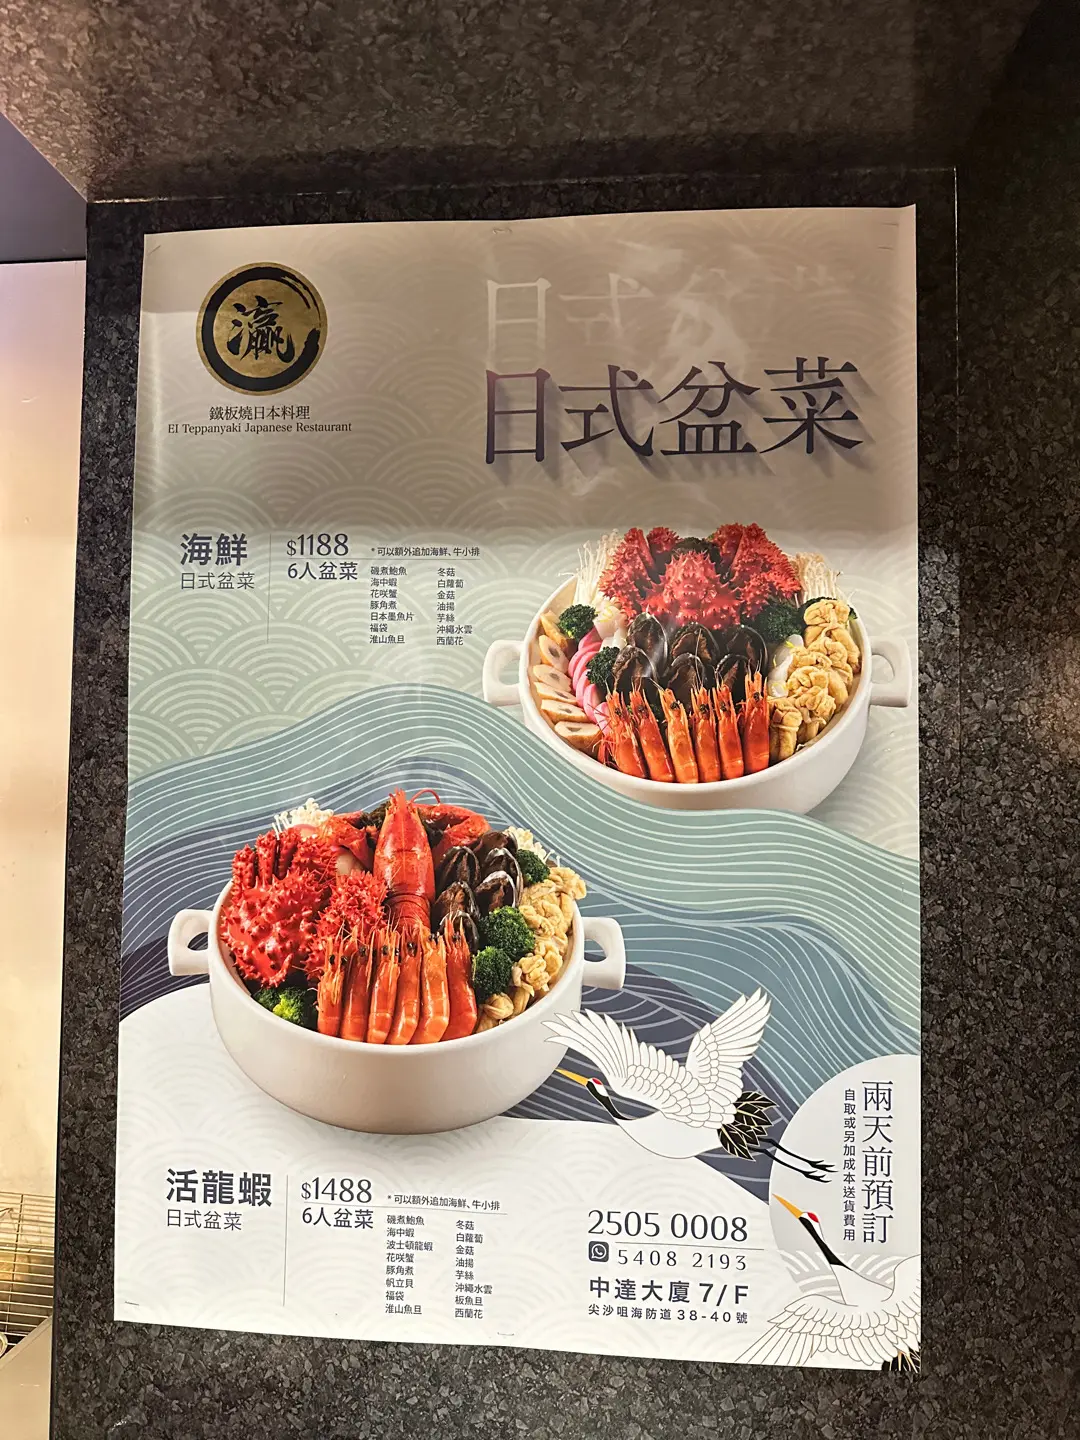 瀛
鐵板燒日本料理
EI Teppanyaki Japanese Restaurant
日式盆菜
日式盆菜
海鮮
日式盆菜
$1188
6人盆菜
*可以額外追加海鮮、牛小排
磯煮鮑魚
海中蝦
花咲蟹
豚角煮
日本墨魚片
福袋
淮山魚旦
冬菇
白蘿蔔
金菇
油揚
芋絲
沖繩水雲
西蘭花
活龍蝦
日式盆菜
$1488
6人盆菜
*可以額外追加海鮮、牛小排
磯煮鮑魚
海中蝦
波士頓龍蝦
花咲蟹
豚角煮
帆立貝
福袋
淮山魚旦
冬菇
白蘿蔔
金菇
油揚
芋絲
沖繩水雲
板魚旦
西蘭花
兩天前預訂
自取或另加成本送貨費用
2505 0008
5408 2193
中達大廈 7/F
尖沙咀海防道 38-40 號